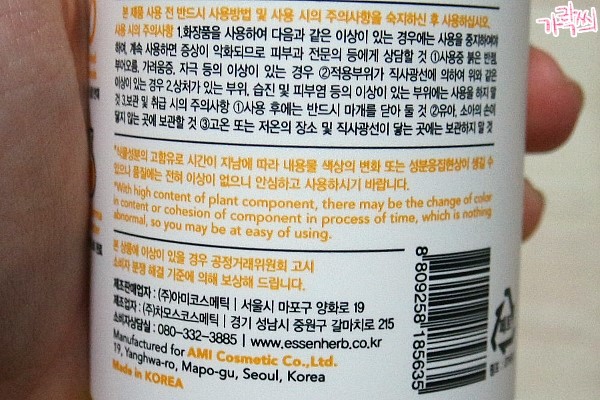 가락씨
본 제품 사용 전 반드시 사용방법 및 사용 시의 주의사항을 숙지하신 후 사용하십시오.
사용 시의 주의사항 1.화장품을 사용하여 다음과 같은 이상이 있는 경우에는 사용을 중지하여야
하며, 계속 사용하면 증상이 악화되므로 피부과 전문의 등에게 상담할 것 ①사용중 붉은 반점,
부어오름, 가려움증, 자극 등의 이상이 있는 경우 ②적용부위가 직사광선에 의하여 위와 같은
이상이 있는 경우 2.상처가 있는 부위, 습진 및 피부염 등의 이상이 있는 부위에는 사용을 하지 말
것 3.보관 및 취급 시의 주의사항 ①사용 후에는 반드시 마개를 닫아 둘 것 ②유아, 소아의 손이
닿지 않는 곳에 보관할 것 ③고온 또는 저온의 장소 및 직사광선이 닿는 곳에는 보관하지 말 것
*식물성분의 고함유로 시간이 지남에 따라 내용물 색상의 변화 또는 성분응집현상이 생길 수
있으나 품질에는 전혀 이상이 없으니 안심하고 사용하시기 바랍니다.
*With high content of plant component, there may be the change of color
in content or cohesion of component in process of time, which is nothing
abnormal, so you may be at easy of using.
본 상품에 이상이 있을 경우 공정거래위원회 고시
소비자 분쟁 해결 기준에 의해 보상해 드립니다.
제조판매업자 : (주)아미코스메틱 | 서울시 마포구 양화로 19
제조업자 : (주)차모스코스메틱 | 경기 성남시 중원구 갈마치로 215
소비자상담실 : 080-332-3885 | www.essenherb.co.kr
Manufactured for AMI Cosmetic Co.,Ltd.
19, Yanghwa-ro, Mapo-gu, Seoul, Korea
Made in KOREA
8809258185635